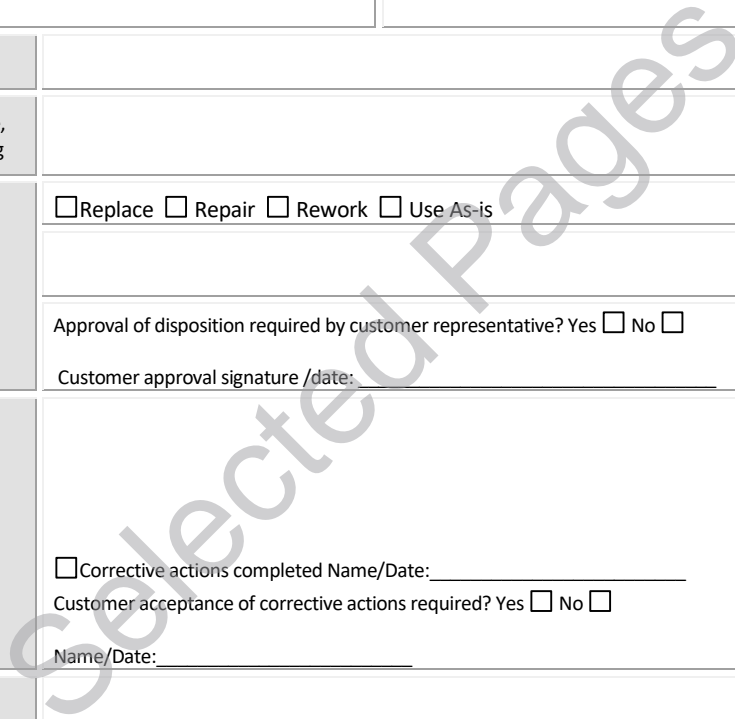 ,
g
☐Replace ☐ Repair ☐ Rework ☐ Use As-is
Approval of disposition required by customer representative? Yes ☐ No ☐
Customer approval signature /date:
☐Corrective actions completed Name/Date:
Customer acceptance of corrective actions required? Yes ☐ No ☐
Name/Date:
Selected Pages